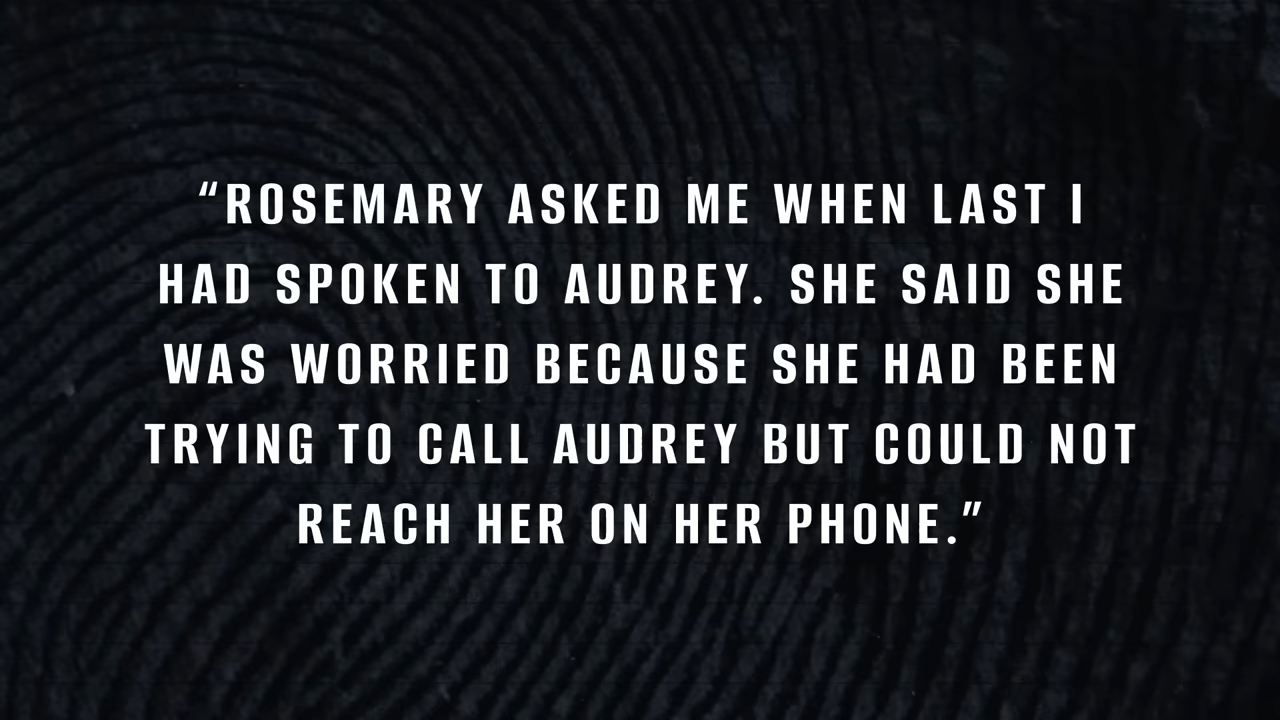 “ROSEMARY ASKED ME WHEN LAST I
HAD SPOKEN TO AUDREY. SHE SAID SHE
WAS WORRIED BECAUSE SHE HAD BEEN
TRYING TO CALL AUDREY BUT COULD NOT
REACH HER ON HER PHONE.”